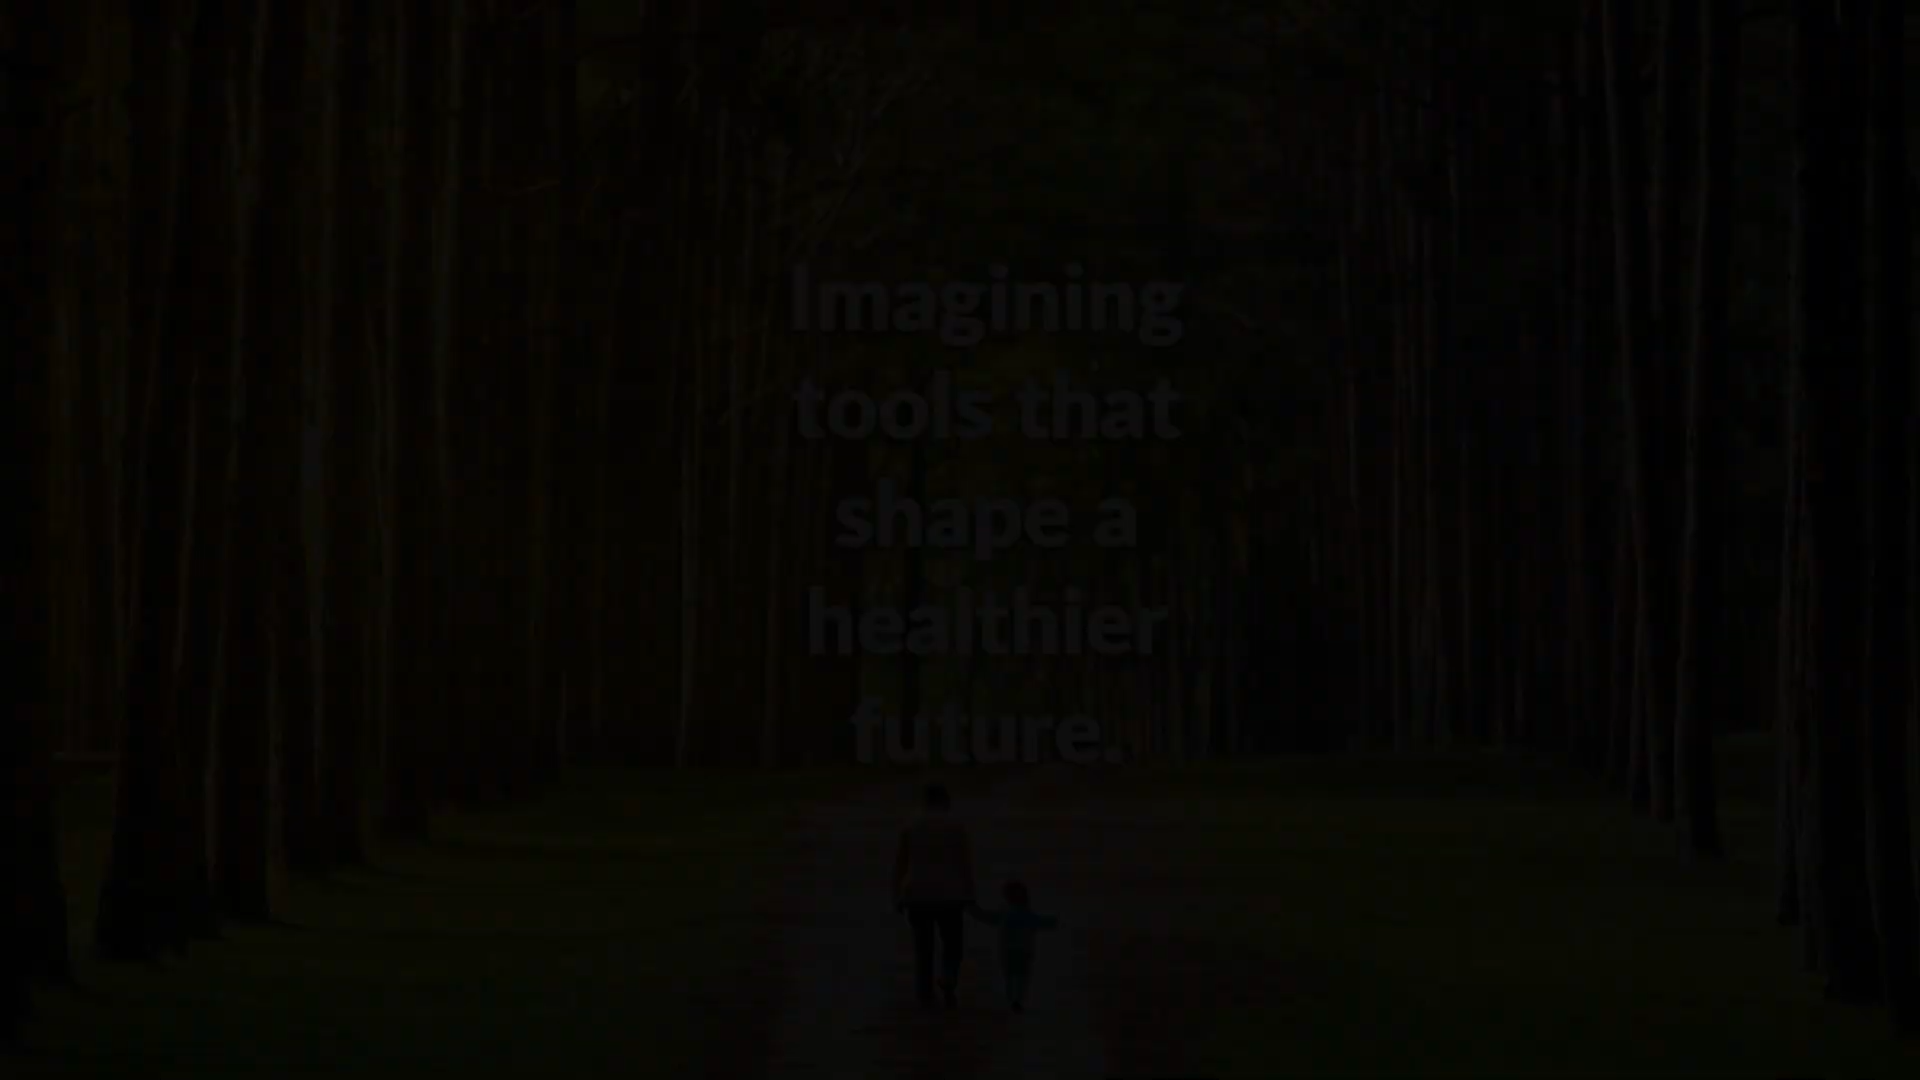 Imagining
tools that
shape a
healthier
future.